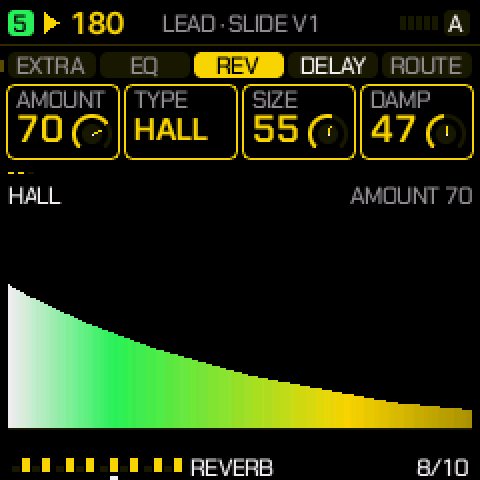 5 180 LEAD·SLIDE V1 A
EXTRA EQ REV DELAY ROUTE
AMOUNT TYPE SIZE DAMP
70 HALL 55 47
HALL AMOUNT 70
REVERB 8/10